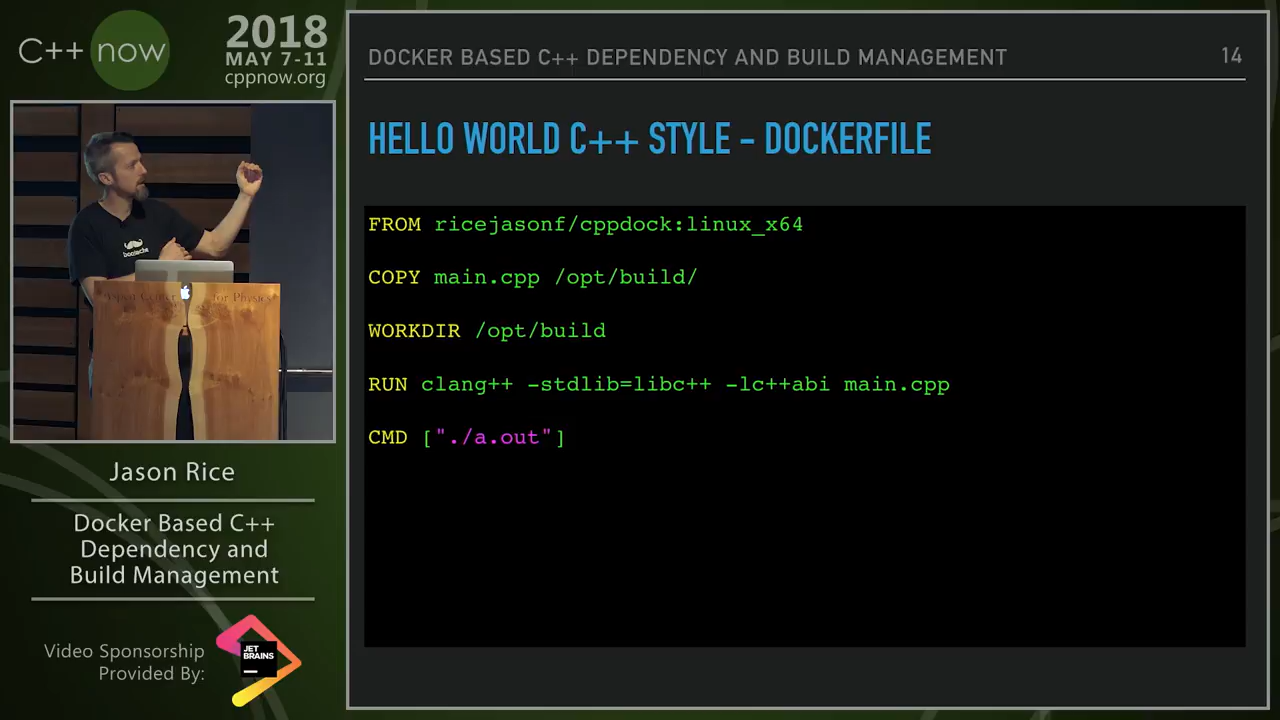 C++ now
2018
MAY 7-11
cppnow.org
DOCKER BASED C++ DEPENDENCY AND BUILD MANAGEMENT
14
HELLO WORLD C++ STYLE - DOCKERFILE
FROM ricejasonf/cppdock:linux_x64
COPY main.cpp /opt/build/
WORKDIR /opt/build
RUN clang++ -stdlib=libc++ -lc++abi main.cpp
CMD ["./a.out"]
for Physics
Jason Rice
Docker Based C++
Dependency and
Build Management
Video Sponsorship
Provided By:
JET
BRAINS